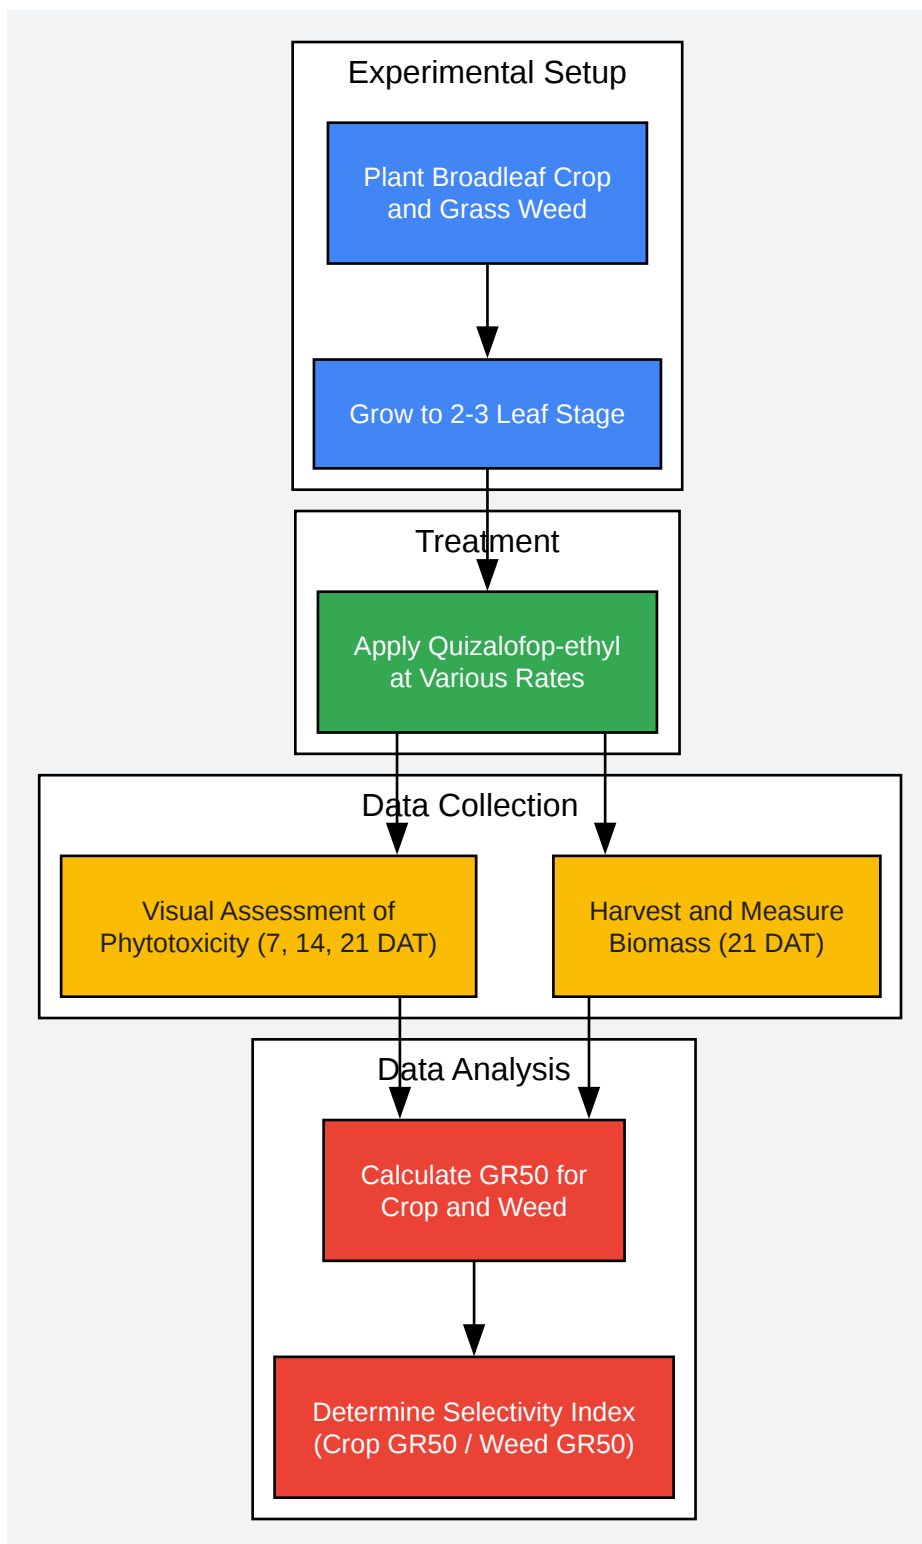 Experimental Setup
Plant Broadleaf Crop
and Grass Weed
Grow to 2-3 Leaf Stage
Treatment
Apply Quizalofop-ethyl
at Various Rates
Data Collection
Visual Assessment of
Phytotoxicity (7, 14, 21 DAT)
Harvest and Measure
Biomass (21 DAT)
Data Analysis
Calculate GR50 for
Crop and Weed
Determine Selectivity Index
(Crop GR50 / Weed GR50)